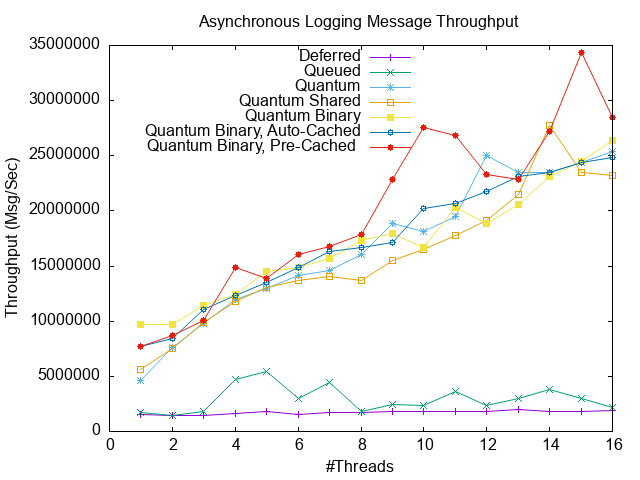 Asynchronous Logging Message Throughput
35000000
30000000
25000000
20000000
15000000
10000000
5000000
0
Throughput (Msg/Sec)
Deferred
Queued
Quantum
Quantum Shared
Quantum Binary
Quantum Binary, Auto-Cached
Quantum Binary, Pre-Cached
0 2 4 6 8 10 12 14 16
#Threads